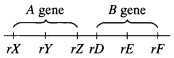 A gene B gene
rX rY rZ rD rE rF